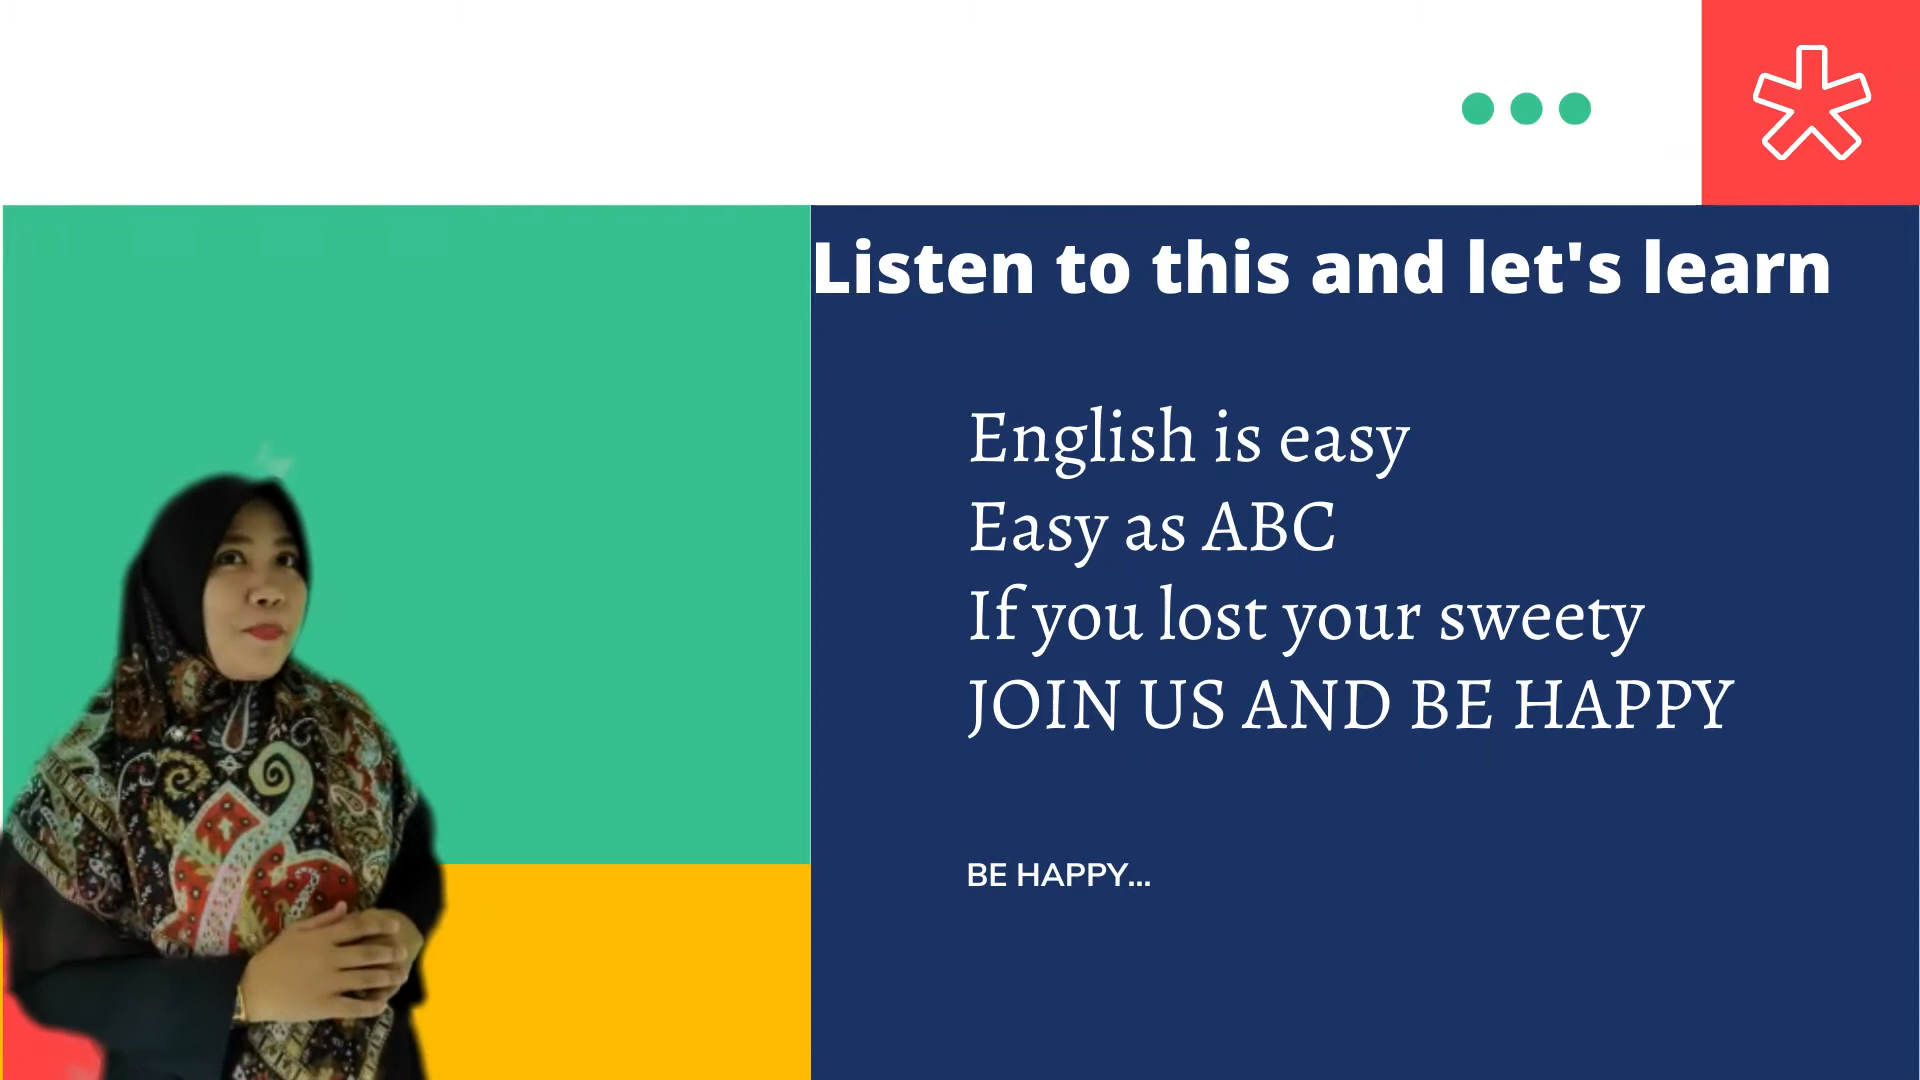 Listen to this and let's learn
English is easy
Easy as ABC
If you lost your sweety
JOIN US AND BE HAPPY
BE HAPPY...